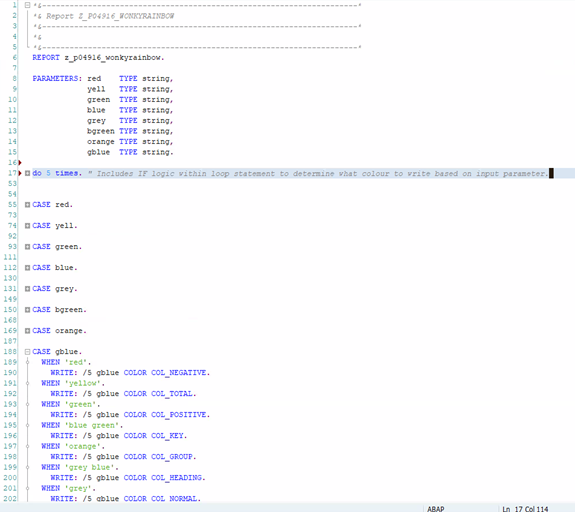 1 *&---------------------------------------------------------------------*
2 *& Report Z_P04916_WONKYRAINBOW
3 *&---------------------------------------------------------------------*
4 *&
5 *&---------------------------------------------------------------------*
6 REPORT z_p04916_wonkyrainbow.
7
8 PARAMETERS: red    TYPE string,
9             yell   TYPE string,
10             green  TYPE string,
11             blue   TYPE string,
12             grey   TYPE string,
13             bgreen TYPE string,
14             orange TYPE string,
15             gblue  TYPE string.
16
17 do 5 times. " Includes IF logic within loop statement to determine what colour to write based on input parameter.
53
54
55 CASE red.
73
74 CASE yell.
92
93 CASE green.
111
112 CASE blue.
130
131 CASE grey.
149
150 CASE bgreen.
168
169 CASE orange.
187
188 CASE gblue.
189   WHEN 'red'.
190     WRITE: /5 gblue COLOR COL_NEGATIVE.
191   WHEN 'yellow'.
192     WRITE: /5 gblue COLOR COL_TOTAL.
193   WHEN 'green'.
194     WRITE: /5 gblue COLOR COL_POSITIVE.
195   WHEN 'blue green'.
196     WRITE: /5 gblue COLOR COL_KEY.
197   WHEN 'orange'.
198     WRITE: /5 gblue COLOR COL_GROUP.
199   WHEN 'grey blue'.
200     WRITE: /5 gblue COLOR COL_HEADING.
201   WHEN 'grey'.
202     WRITE: /5 gblue COLOR COL_NORMAL.
ABAP Ln 17 Col 114